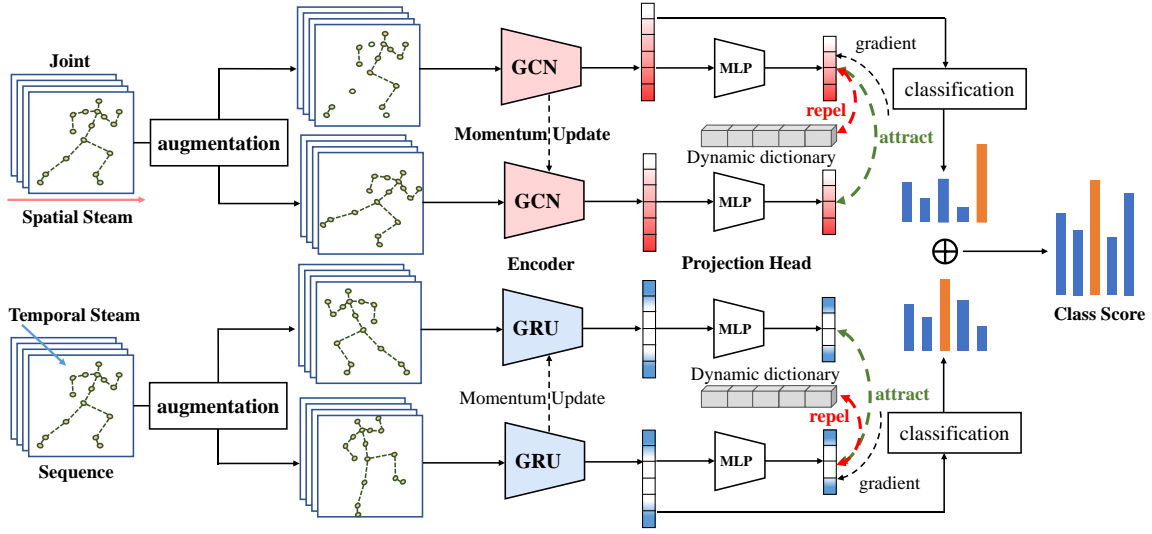 Joint
augmentation
Spatial Steam
GCN
Momentum Update
GCN
Encoder
MLP
gradient
repel
Dynamic dictionary
attract
MLP
Projection Head
classification
Class Score
Temporal Steam
augmentation
Sequence
GRU
Momentum Update
GRU
MLP
Dynamic dictionary
attract
repel
MLP
gradient
classification